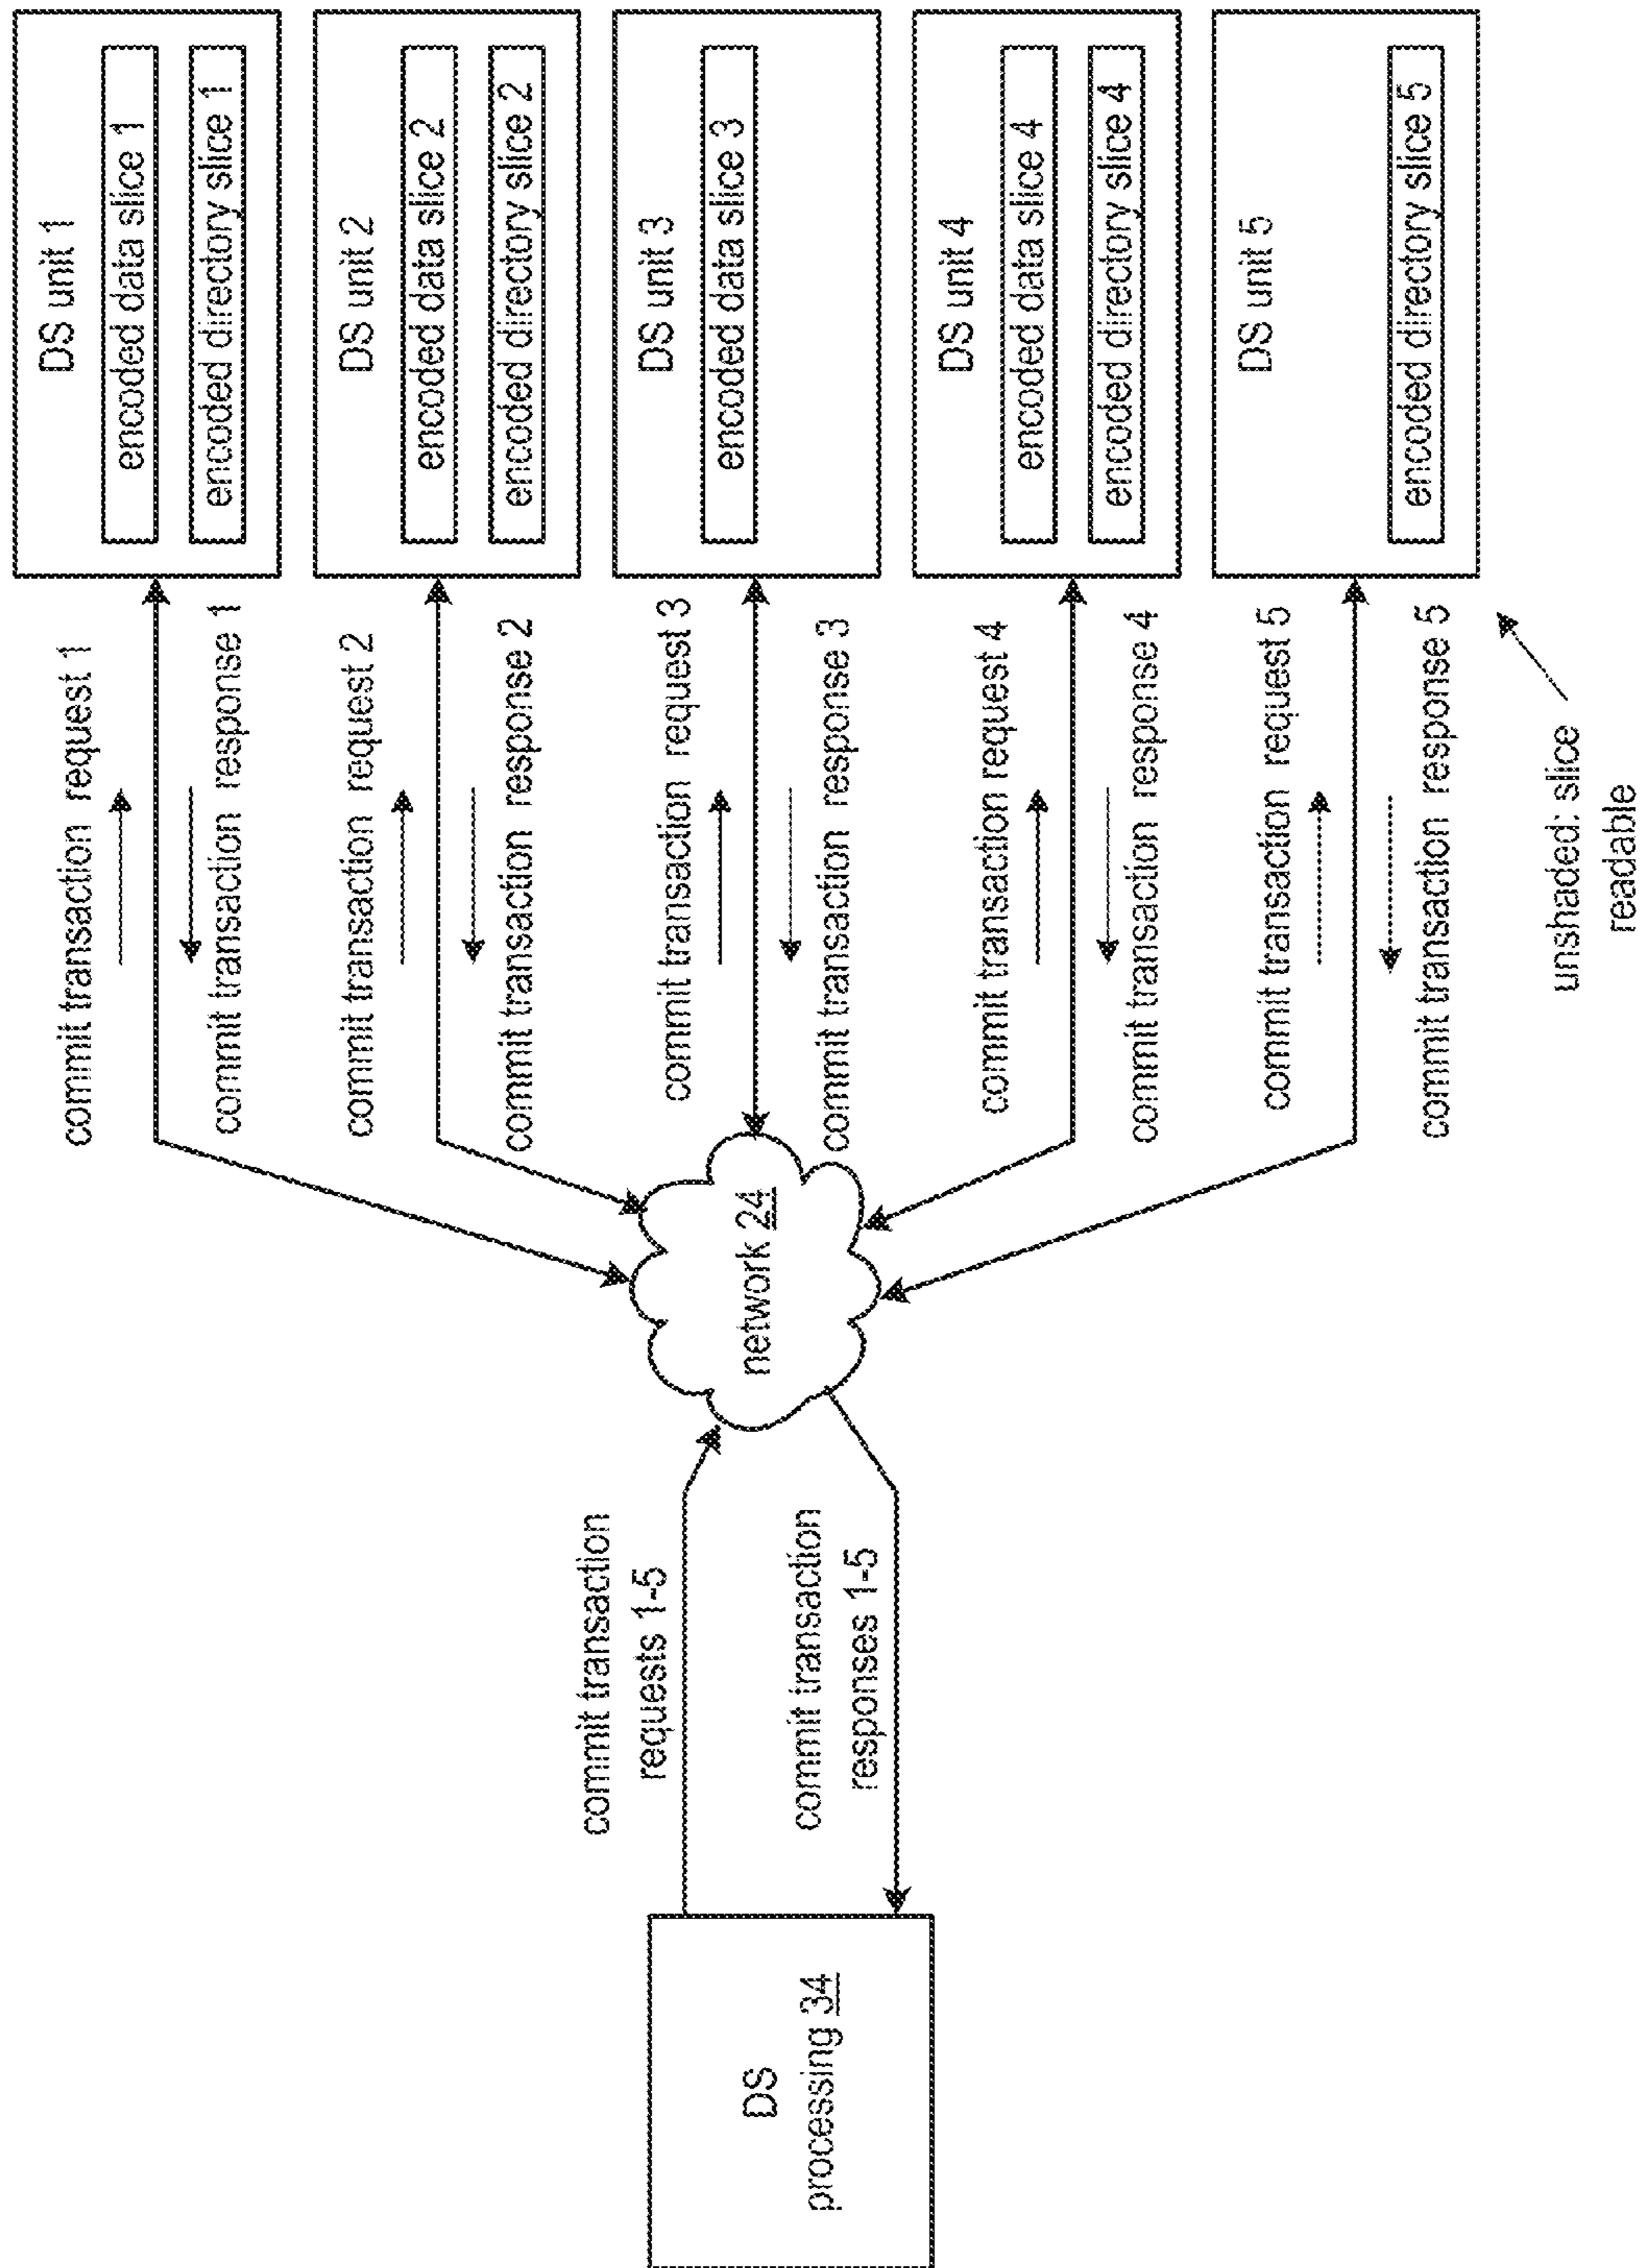 DS
processing 34
commit transaction
requests 1-5
commit transaction
responses 1-5
network 24
commit transaction request 1
commit transaction response 1
commit transaction request 2
commit transaction response 2
commit transaction request 3
commit transaction response 3
commit transaction request 4
commit transaction response 4
commit transaction request 5
commit transaction response 5
DS unit 1
encoded data slice 1
encoded directory slice 1
DS unit 2
encoded data slice 2
encoded directory slice 2
DS unit 3
encoded data slice 3
DS unit 4
encoded data slice 4
encoded directory slice 4
DS unit 5
encoded directory slice 5
unshaded: slice
readable